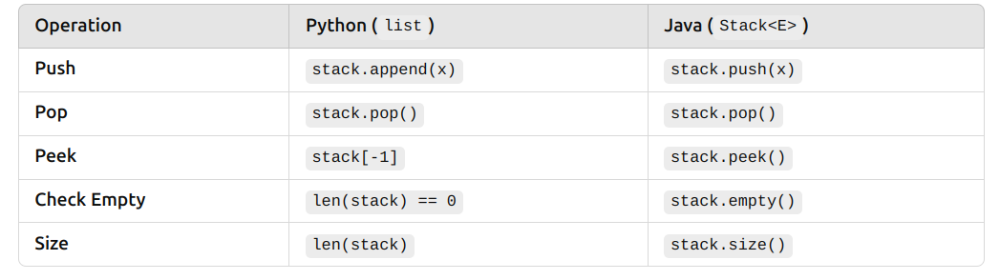 Operation Python ( list ) Java ( Stack<E> )
Push stack.append(x) stack.push(x)
Pop stack.pop() stack.pop()
Peek stack[-1] stack.peek()
Check Empty len(stack) == 0 stack.empty()
Size len(stack) stack.size()